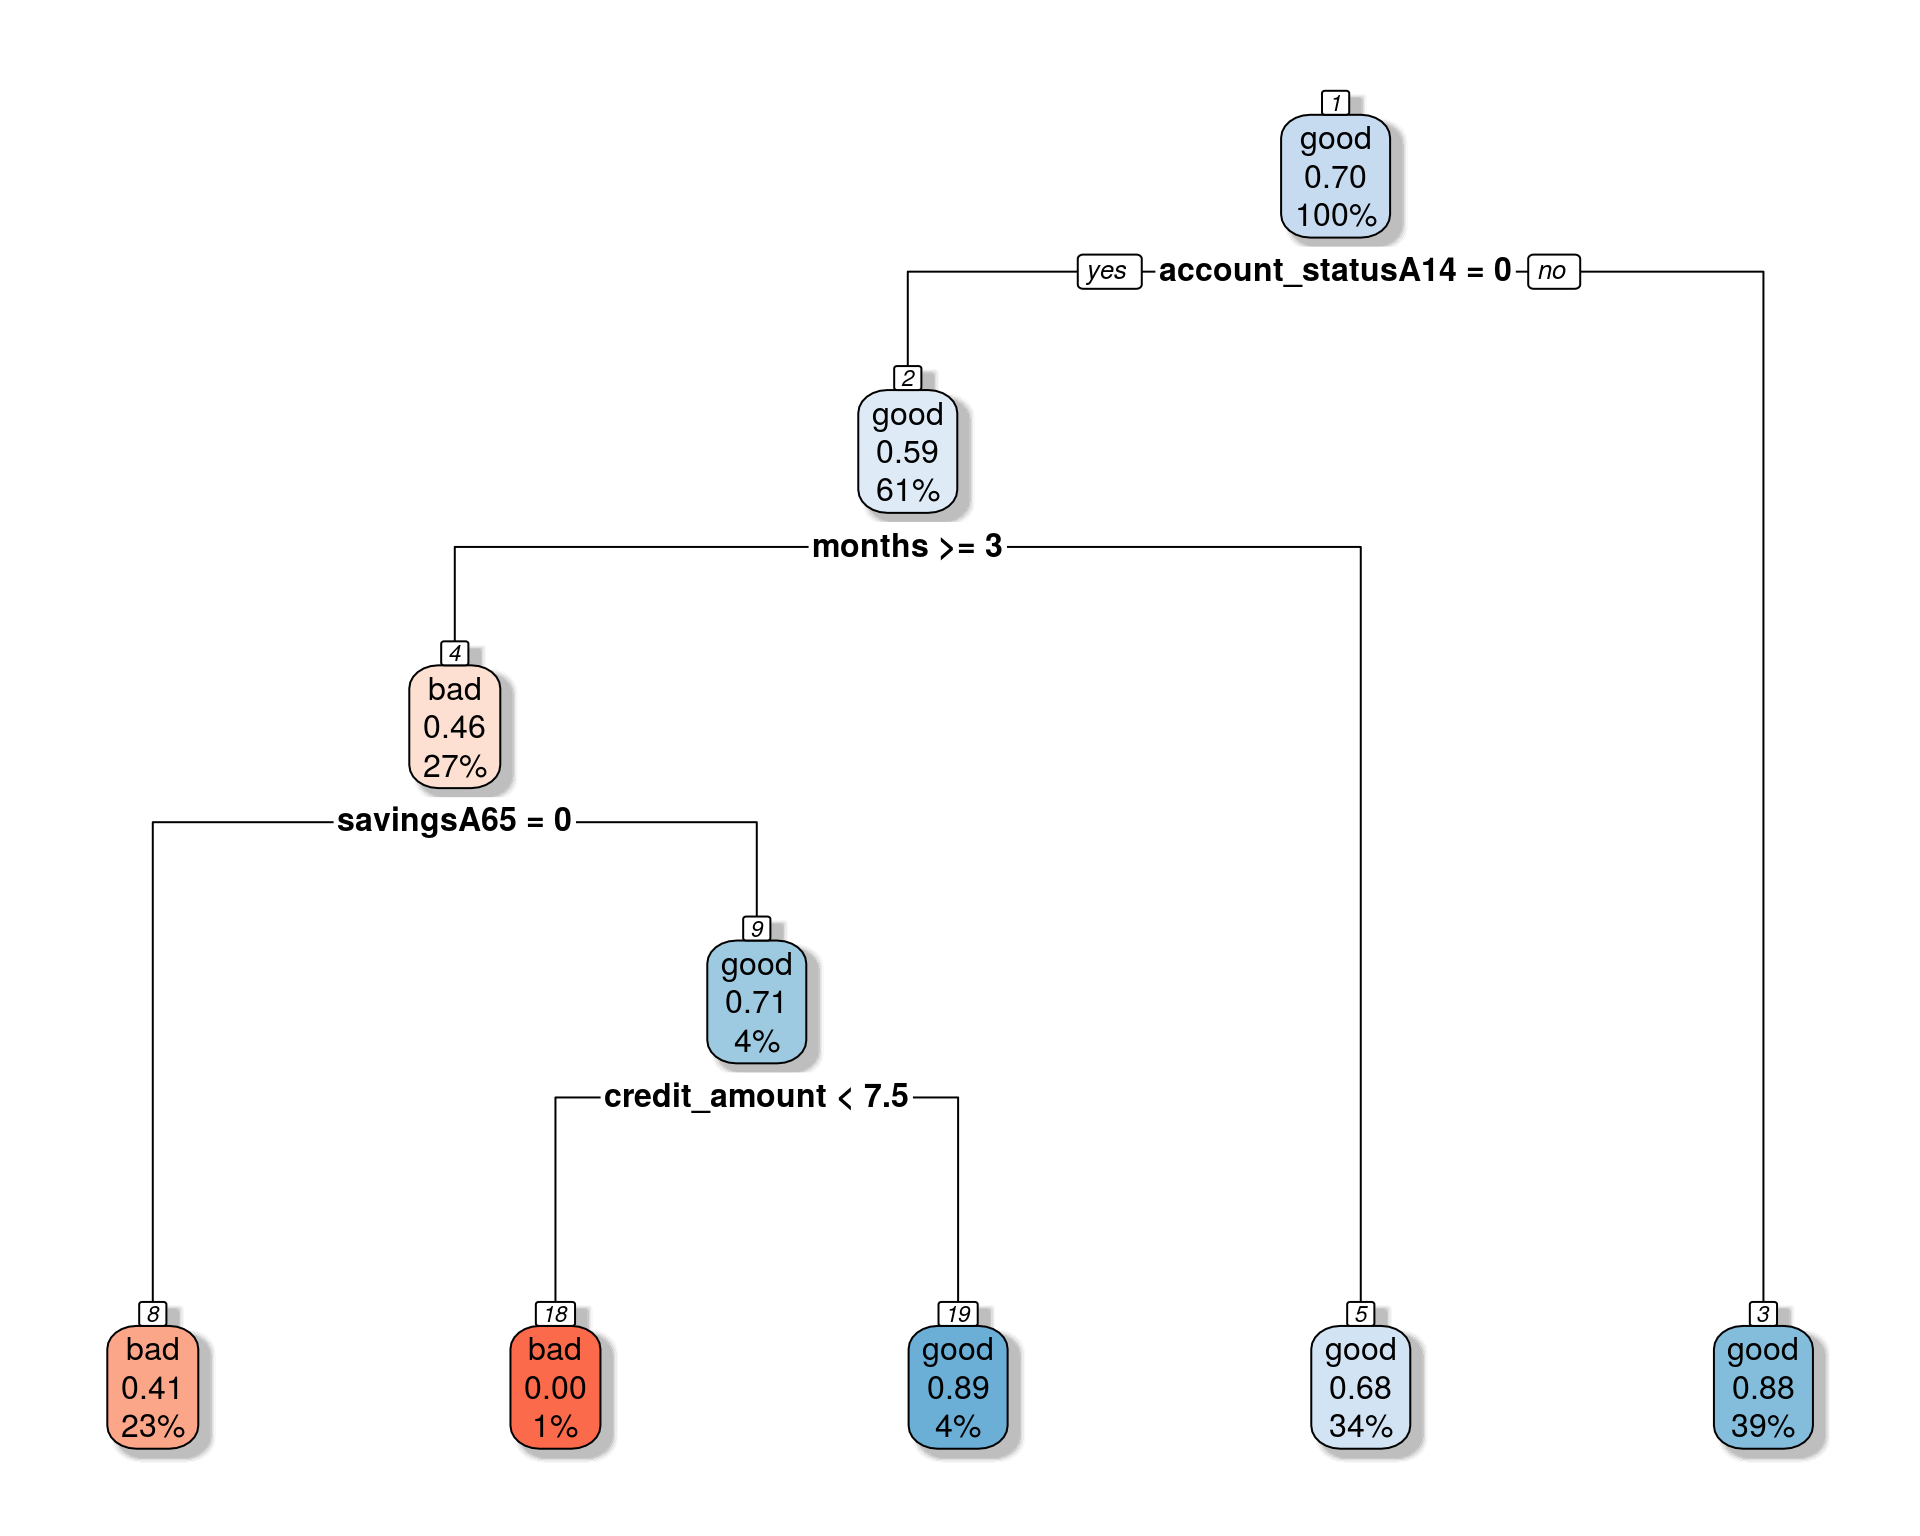 1
good
0.70
100%
yes account_statusA14 = 0 no
2
good
0.59
61%
months >= 3
4
bad
0.46
27%
savingsA65 = 0
9
good
0.71
4%
credit_amount < 7.5
8
bad
0.41
23%
18
bad
0.00
1%
19
good
0.89
4%
5
good
0.68
34%
3
good
0.88
39%